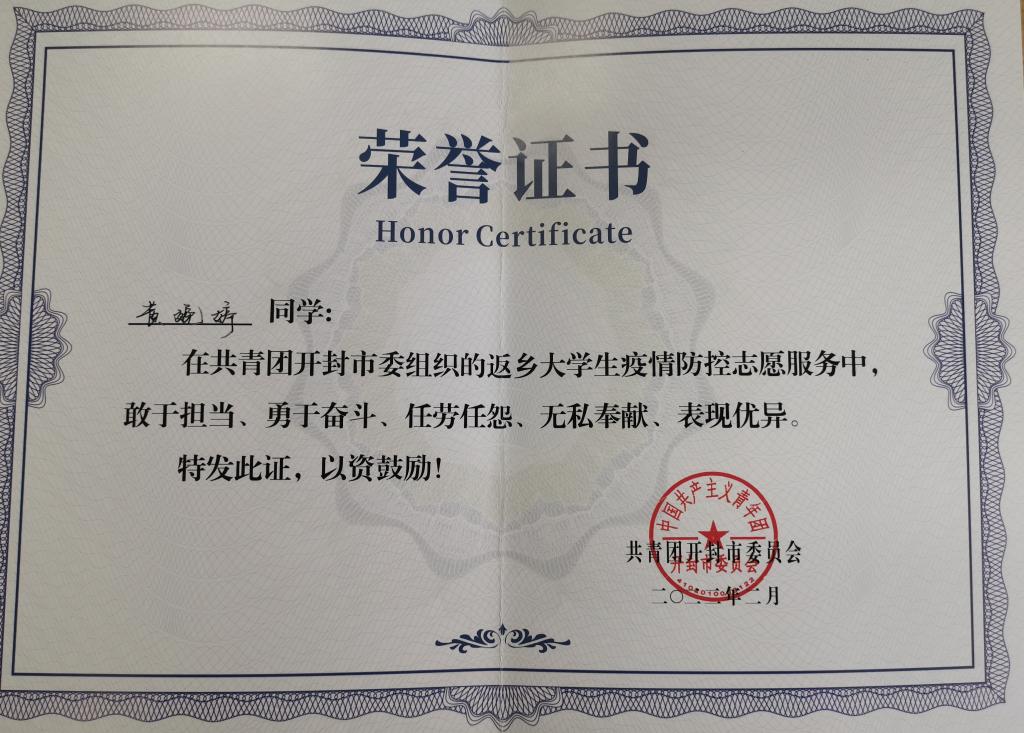 荣誉证书
Honor Certificate
同学:
在共青团开封市委组织的返乡大学生疫情防控志愿服务中，
敢于担当、勇于奋斗、任劳任怨、无私奉献、表现优异。
特发此证，以资鼓励！
中国共产主义青年团
共青团开封市委员会
开封市委员会
二〇二二年二月